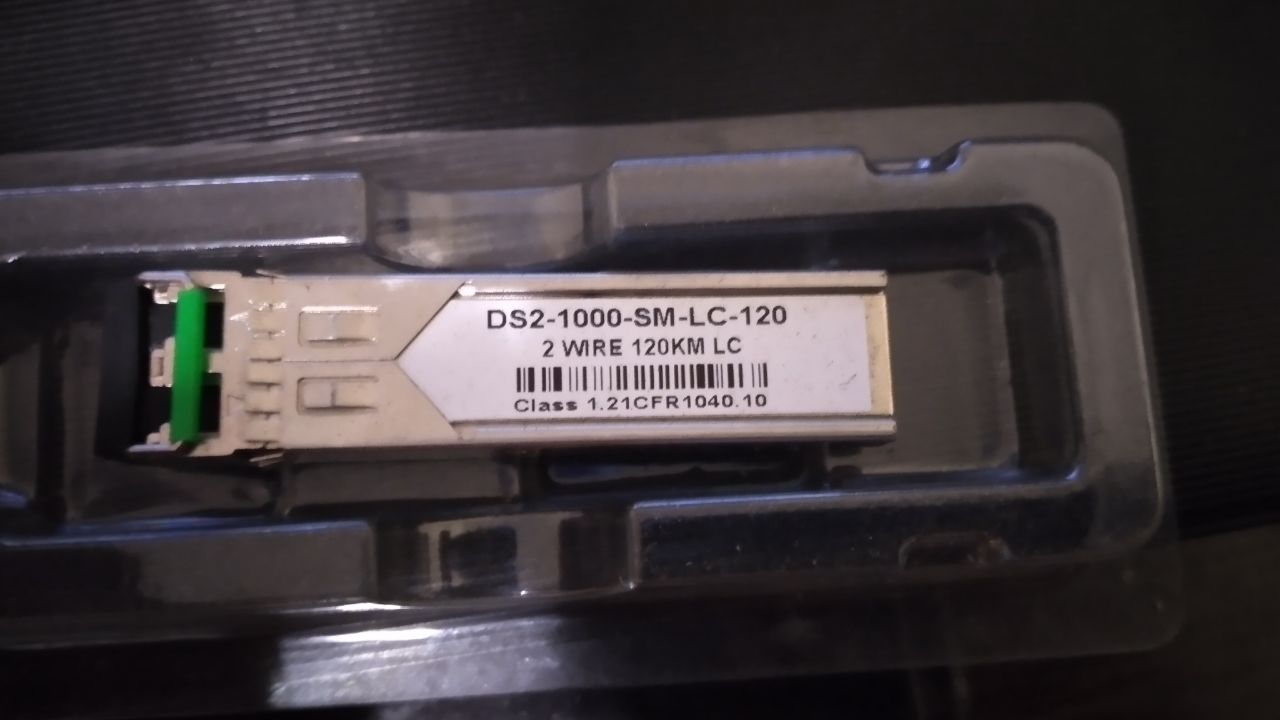 DS2-1000-SM-LC-120
2 WIRE 120KM LC
Class 1.21CFR1040.10